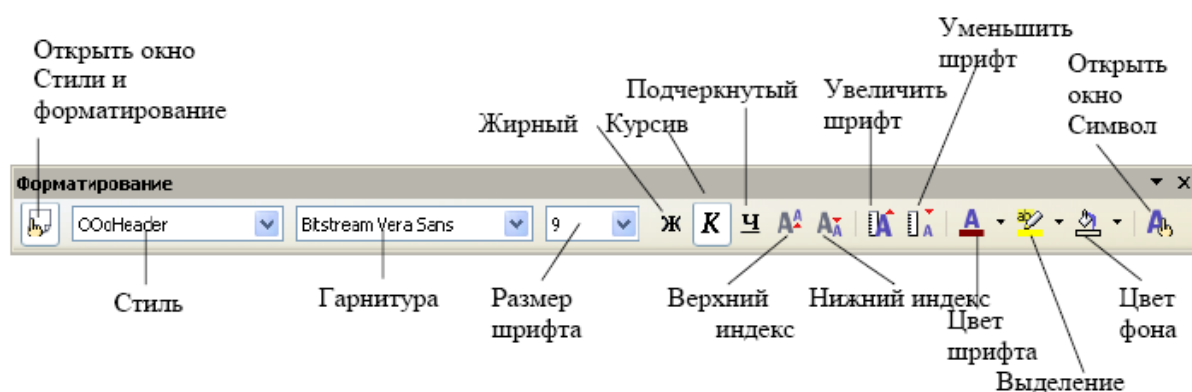 Открыть окно
Стили и
форматирование
Жирный
Курсив
Подчеркнутый
Увеличить
шрифт
Уменьшить
шрифт
Открыть
окно
Символ
Форматирование
OOoHeader
Bitstream Vera Sans
9
Ж К Ч
Стиль
Гарнитура
Размер
шрифта
Верхний
индекс
Нижний индекс
Цвет
шрифта
Выделение
Цвет
фона